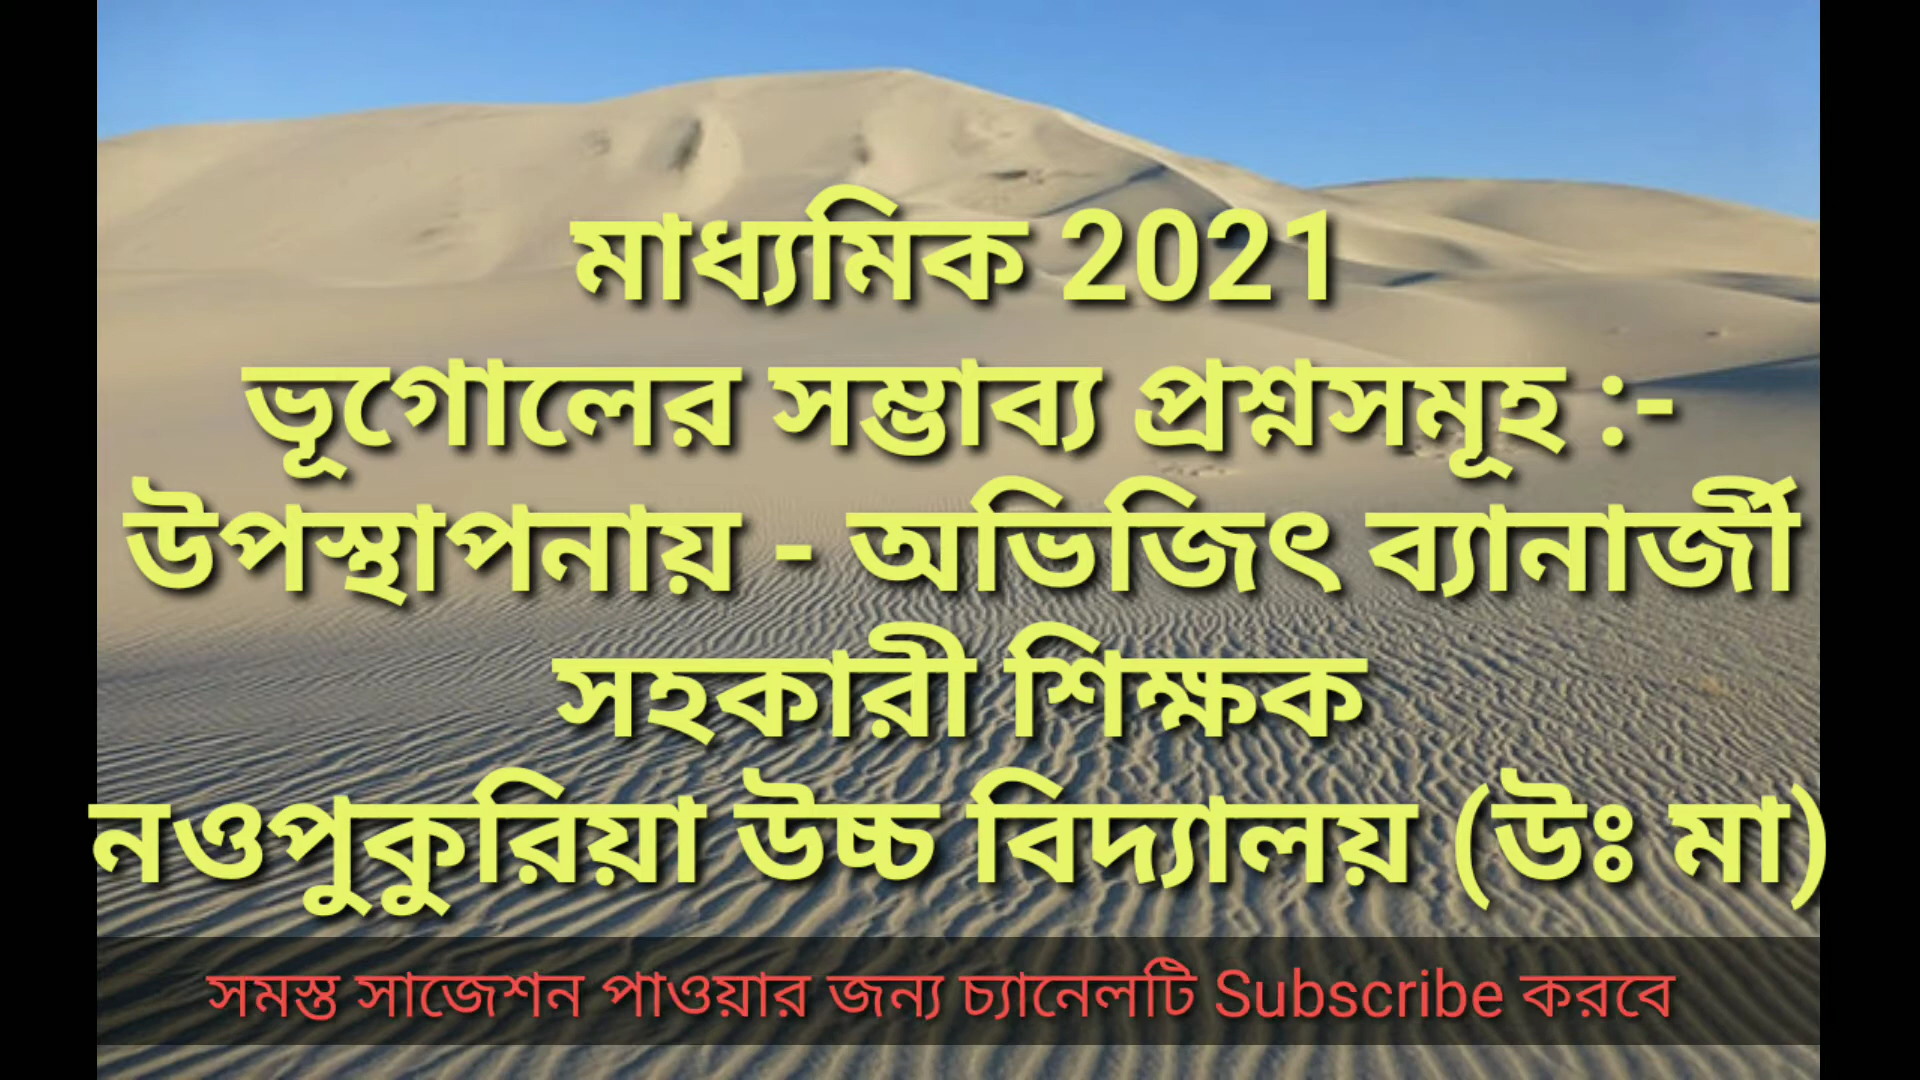 মাধ্যমিক 2021
ভূগোলের সম্ভাব্য প্রশ্নসমূহ :-
উপস্থাপনায় - অভিজিৎ ব্যানার্জী
সহকারী শিক্ষক
নওপুকুরিয়া উচ্চ বিদ্যালয় (উঃ মা)
সমস্ত সাজেশন পাওয়ার জন্য চ্যানেলটি Subscribe করবে